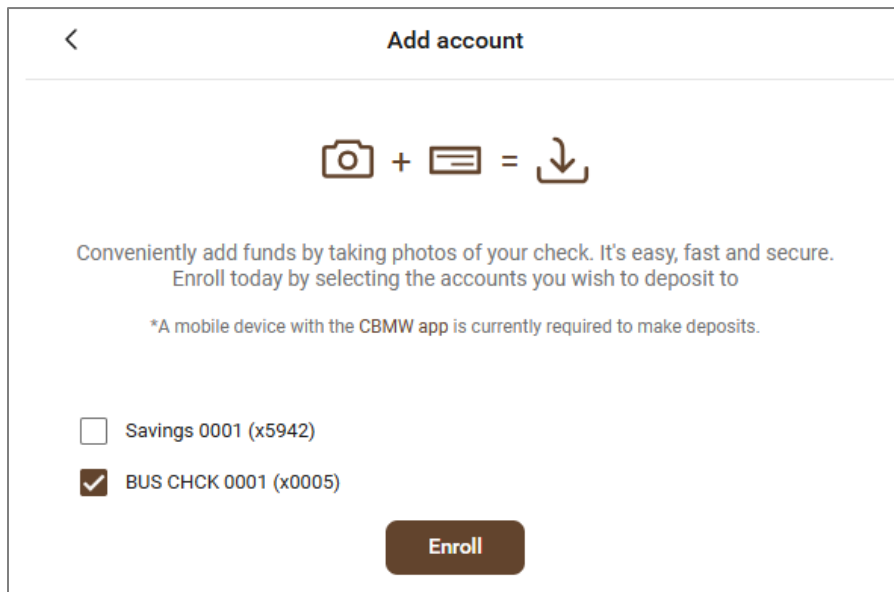 Add account
+ =
Conveniently add funds by taking photos of your check. It's easy, fast and secure.
Enroll today by selecting the accounts you wish to deposit to
*A mobile device with the CBMW app is currently required to make deposits.
Savings 0001 (x5942)
BUS CHCK 0001 (x0005)
Enroll